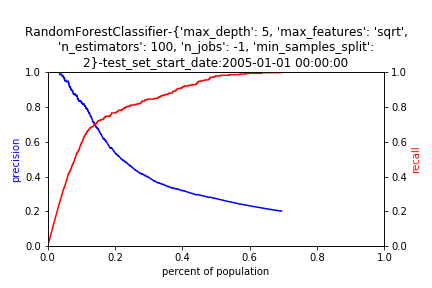 RandomForestClassifier-{'max_depth': 5, 'max_features': 'sqrt',
'n_estimators': 100, 'n_jobs': -1, 'min_samples_split':
2}-test_set_start_date:2005-01-01 00:00:00
1.0
0.8
0.6
0.4
0.2
0.0
precision
1.0
0.8
0.6
0.4
0.2
0.0
recall
0.0 0.2 0.4 0.6 0.8 1.0
percent of population